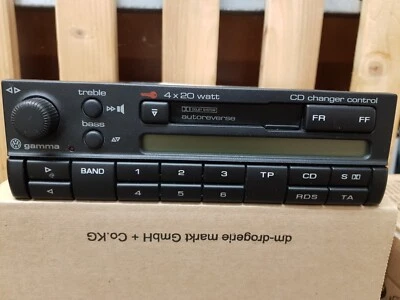 treble
4 x 20 watt
CD changer control
DOLBY SYSTEM
autoreverse
FR
FF
bass
gamma
BAND
1
2
3
TP
CD
S
4
5
6
RDS
TA
dm-drogerie markt GmbH + Co.KG